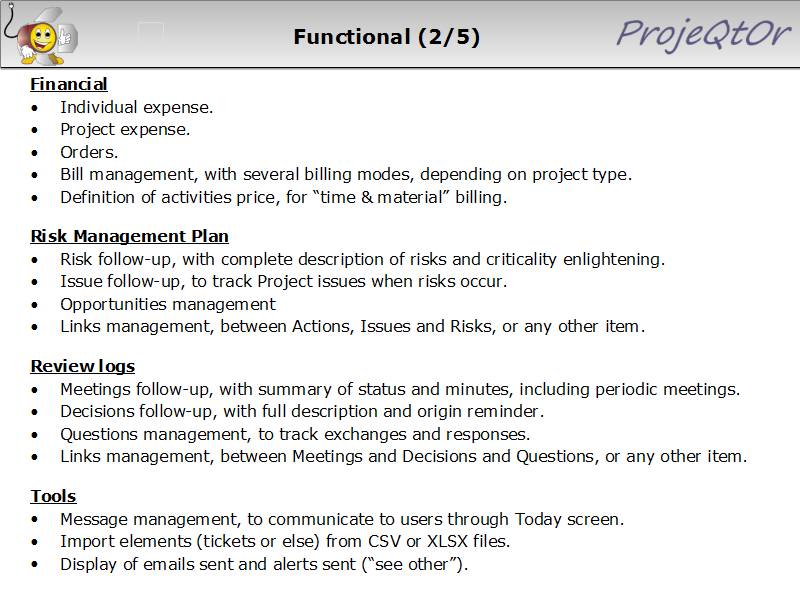 Functional (2/5)
ProjeQtOr
Financial
• Individual expense.
• Project expense.
• Orders.
• Bill management, with several billing modes, depending on project type.
• Definition of activities price, for “time & material” billing.
Risk Management Plan
• Risk follow-up, with complete description of risks and criticality enlightening.
• Issue follow-up, to track Project issues when risks occur.
• Opportunities management
• Links management, between Actions, Issues and Risks, or any other item.
Review logs
• Meetings follow-up, with summary of status and minutes, including periodic meetings.
• Decisions follow-up, with full description and origin reminder.
• Questions management, to track exchanges and responses.
• Links management, between Meetings and Decisions and Questions, or any other item.
Tools
• Message management, to communicate to users through Today screen.
• Import elements (tickets or else) from CSV or XLSX files.
• Display of emails sent and alerts sent (“see other”).